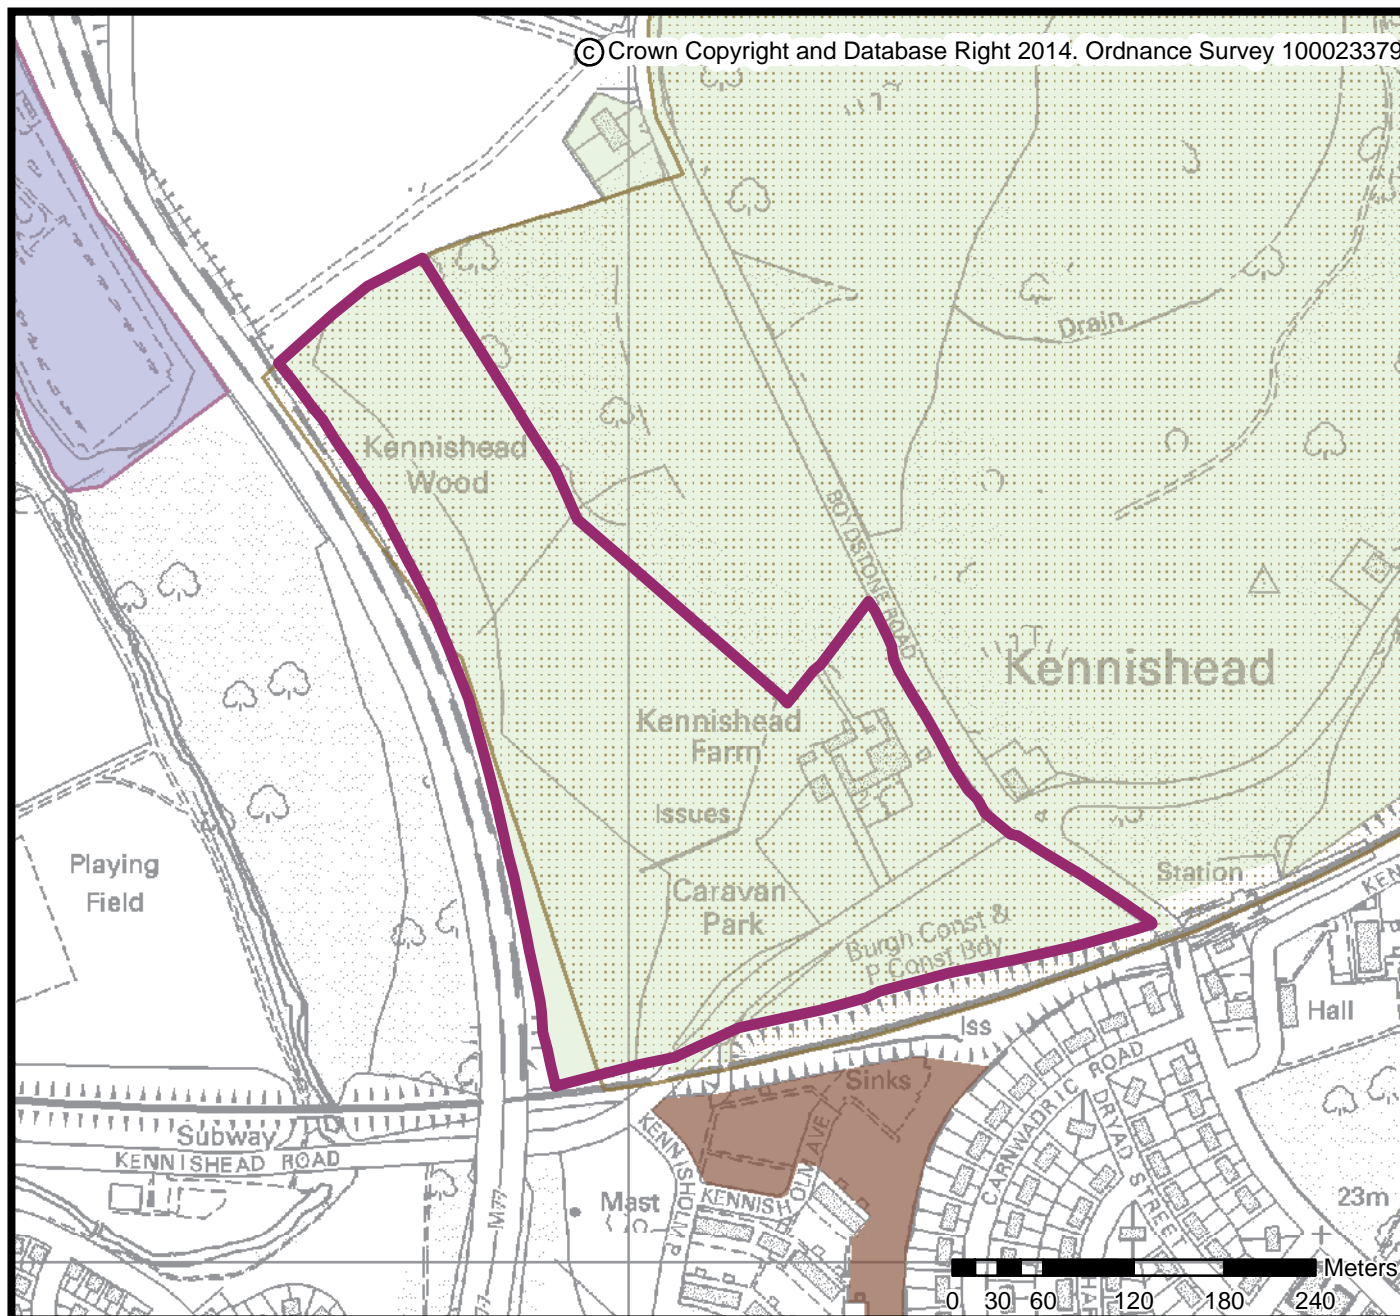 © Crown Copyright and Database Right 2014. Ordnance Survey 100023379
Drain
Kennishead
Wood
BOYDSTONE ROAD
Kennishead
Kennishead
Farm
Issues
Playing
Field
Caravan
Park
Station
Burgh Const &
P Const Bdy
Hall
Iss
Sinks
Subway
KENNISHEAD ROAD
CARNWADRIC ROAD
DRYAD STREET
Mast
M77
23m
Meters
0 30 60 120 180 240